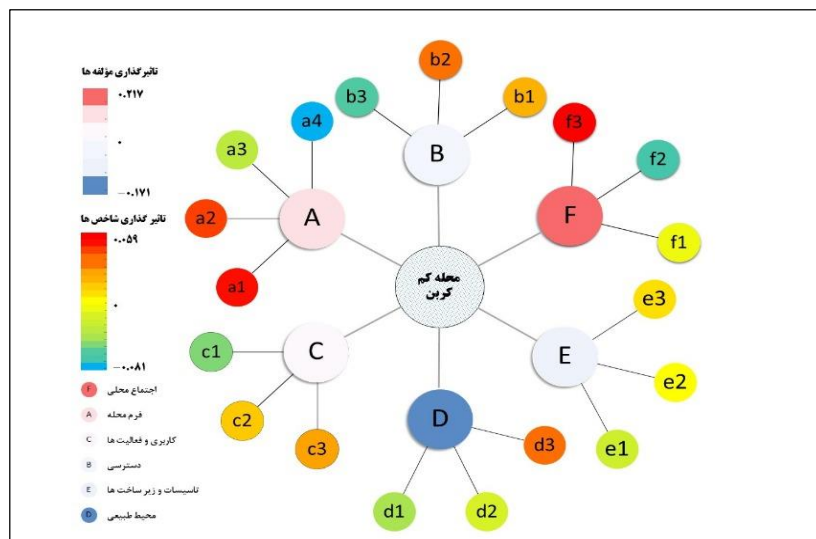 تاثیرگذاری مؤلفه ها
۰.۲۱۷
۰
-۰.۱۷۱
تاثیر گذاری شاخص ها
۰.۰۵۹
۰
-۰.۰۸۱
F اجتماع محلی
A فرم محله
C کاربری و فعالیت ها
B دسترسی
E تاسیسات و زیر ساخت ها
D محیط طبیعی
محله کم
کربن
A
a1
a2
a3
a4
B
b3
b2
b1
F
f3
f2
f1
E
e3
e2
e1
D
d3
d2
d1
C
c3
c2
c1